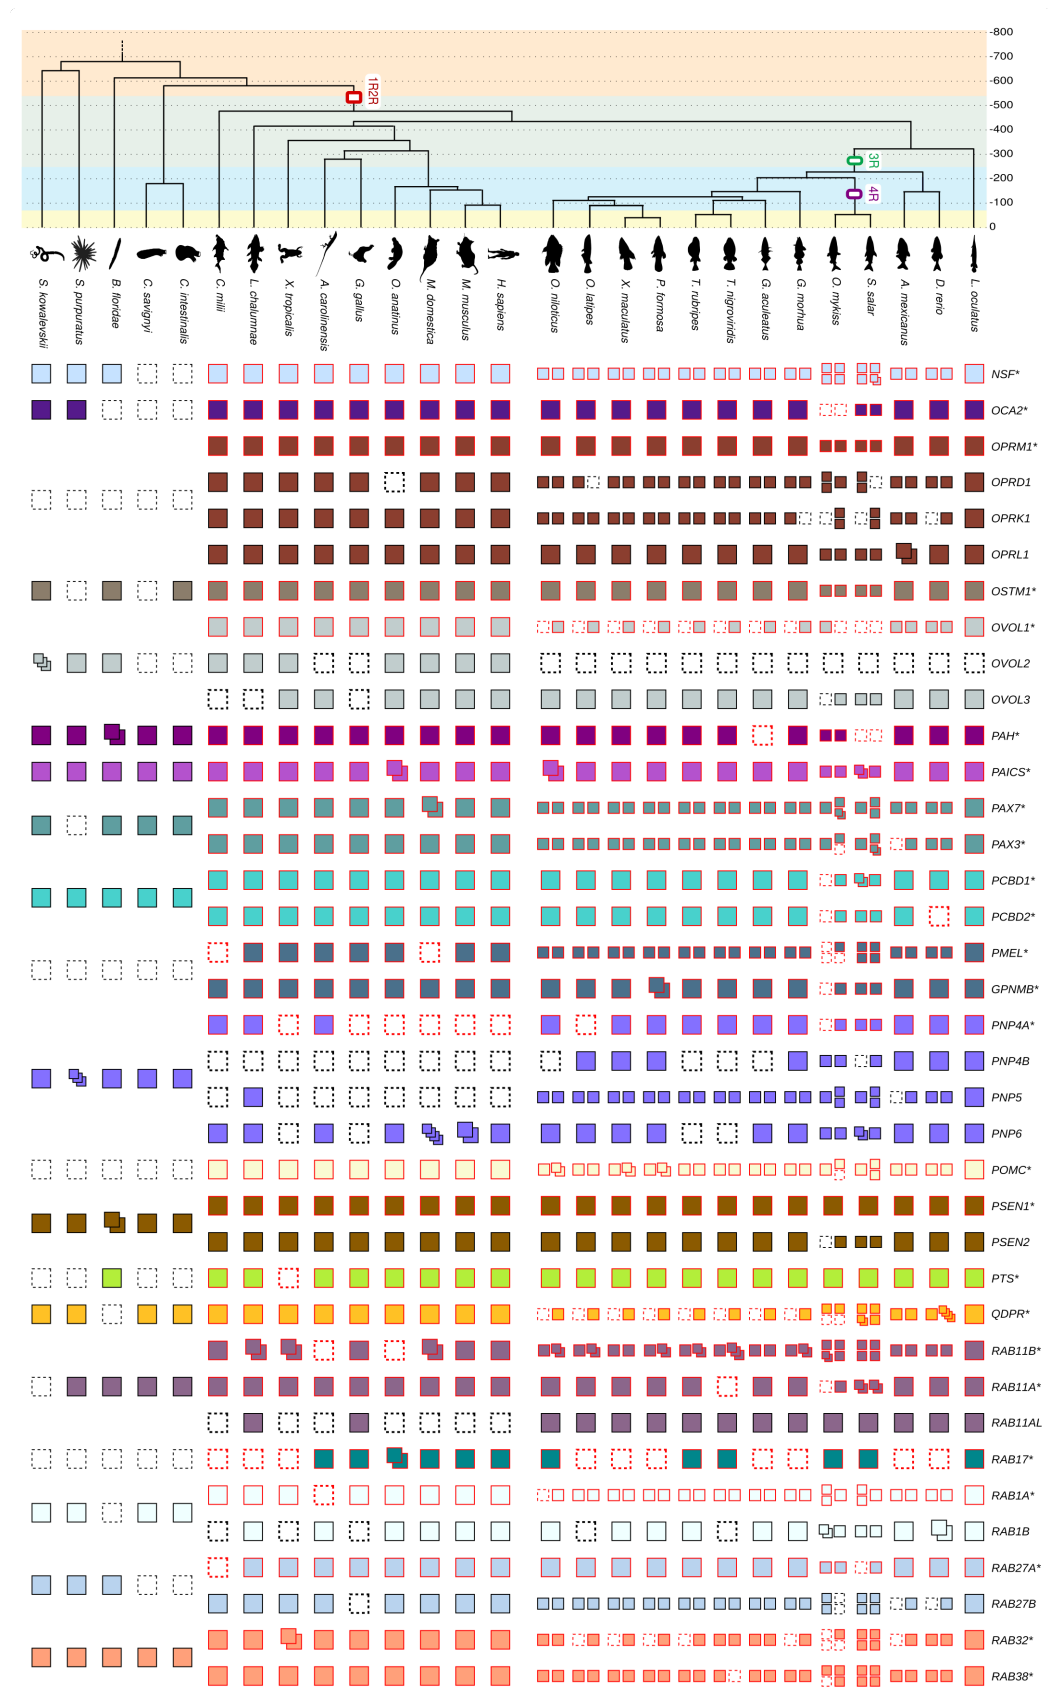 -800
-700
-600
-500
-400
-300
-200
-100
0
1R2R
3R
4R
S. kowalevskii
S. purpuratus
B. floridae
C. savignyi
C. intestinalis
C. milii
L. chalumnae
X. tropicalis
A. carolinensis
G. gallus
O. anatinus
M. domestica
M. musculus
H. sapiens
O. niloticus
O. latipes
X. maculatus
P. formosa
T. rubripes
T. nigroviridis
G. aculeatus
G. morhua
O. mykiss
S. salar
A. mexicanus
D. rerio
L. oculatus
NSF*
OCA2*
OPRM1*
OPRD1
OPRK1
OPRL1
OSTM1*
OVOL1*
OVOL2
OVOL3
PAH*
PAICS*
PAX7*
PAX3*
PCBD1*
PCBD2*
PMEL*
GPNMB*
PNP4A*
PNP4B
PNP5
PNP6
POMC*
PSEN1*
PSEN2
PTS*
QDPR*
RAB11B*
RAB11A*
RAB11AL
RAB17*
RAB1A*
RAB1B
RAB27A*
RAB27B
RAB32*
RAB38*